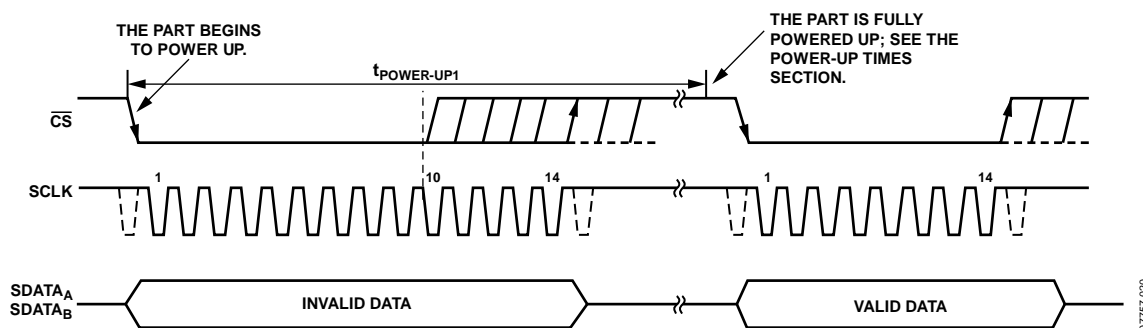 THE PART BEGINS
TO POWER UP.
THE PART IS FULLY
POWERED UP; SEE THE
POWER-UP TIMES
SECTION.
tPOWER-UP1
CS
SCLK
1
10
14
1
14
SDATAA
SDATAB
INVALID DATA
VALID DATA